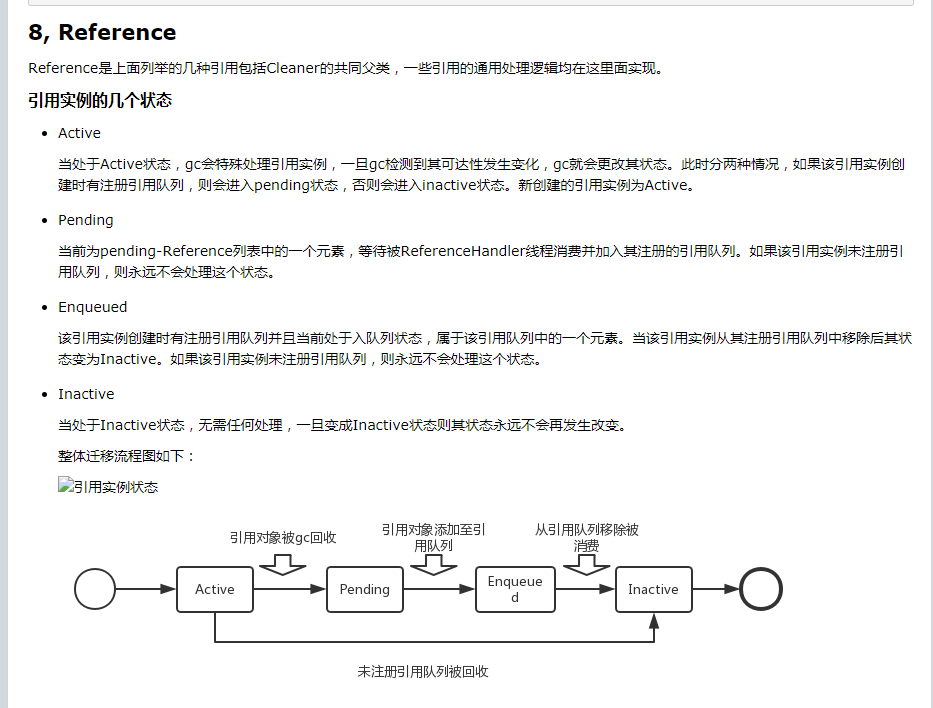 8, Reference
Reference是上面列举的几种引用包括Cleaner的共同父类，一些引用的通用处理逻辑均在这里面实现。
引用实例的几个状态
Active
当处于Active状态，gc会特殊处理引用实例，一旦gc检测到其可达性发生变化，gc就会更改其状态。此时分两种情况，如果该引用实例创
建时有注册引用队列，则会进入pending状态，否则会进入inactive状态。新创建的引用实例为Active。
Pending
当前为pending-Reference列表中的一个元素，等待被ReferenceHandler线程消费并加入其注册的引用队列。如果该引用实例未注册引
用队列，则永远不会处理这个状态。
Enqueued
该引用实例创建时有注册引用队列并且当前处于入队列状态，属于该引用队列中的一个元素。当该引用实例从其注册引用队列中移除后其状
态变为Inactive。如果该引用实例未注册引用队列，则永远不会处理这个状态。
Inactive
当处于Inactive状态，无需任何处理，一旦变成Inactive状态则其状态永远不会再发生改变。
整体迁移流程图如下：
引用实例状态
引用对象被gc回收
引用对象添加至引
用队列
从引用队列移除被
消费
Active
Pending
Enqueue
d
Inactive
未注册引用队列被回收